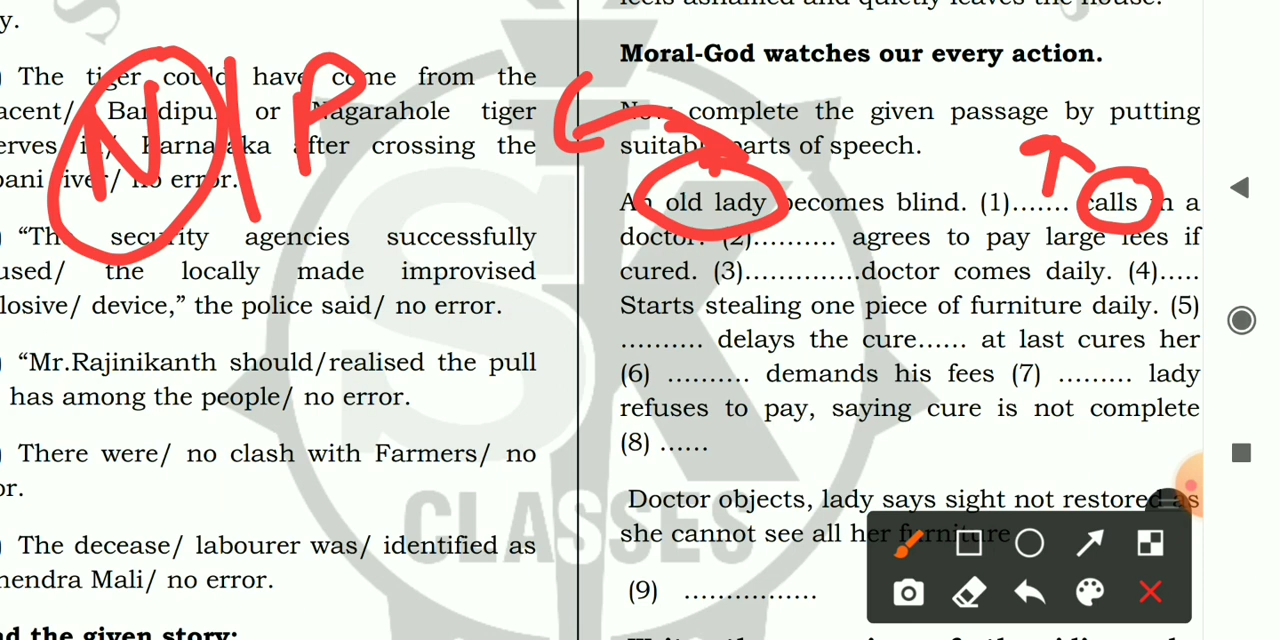 y.
The tiger could have come from the
acent/ Bandipur or Nagarahole tiger
erves in/ Karnataka after crossing the
pani river/ no error.
"The security agencies successfully
used/ the locally made improvised
losive/ device," the police said/ no error.
"Mr.Rajinikanth should/realised the pull
has among the people/ no error.
There were/ no clash with Farmers/ no
or.
The decease/ labourer was/ identified as
hendra Mali/ no error.
d the given story:
N P
Moral-God watches our every action.
Now complete the given passage by putting
suitable parts of speech.
An old lady becomes blind. (1)....... calls in a
doctor. (2).......... agrees to pay large fees if
cured. (3)..............doctor comes daily. (4).....
Starts stealing one piece of furniture daily. (5)
.......... delays the cure...... at last cures her
(6) .......... demands his fees (7) ......... lady
refuses to pay, saying cure is not complete
(8) ......
Doctor objects, lady says sight not restored as
she cannot see all her furniture
(9) ................
SK
CLASSES